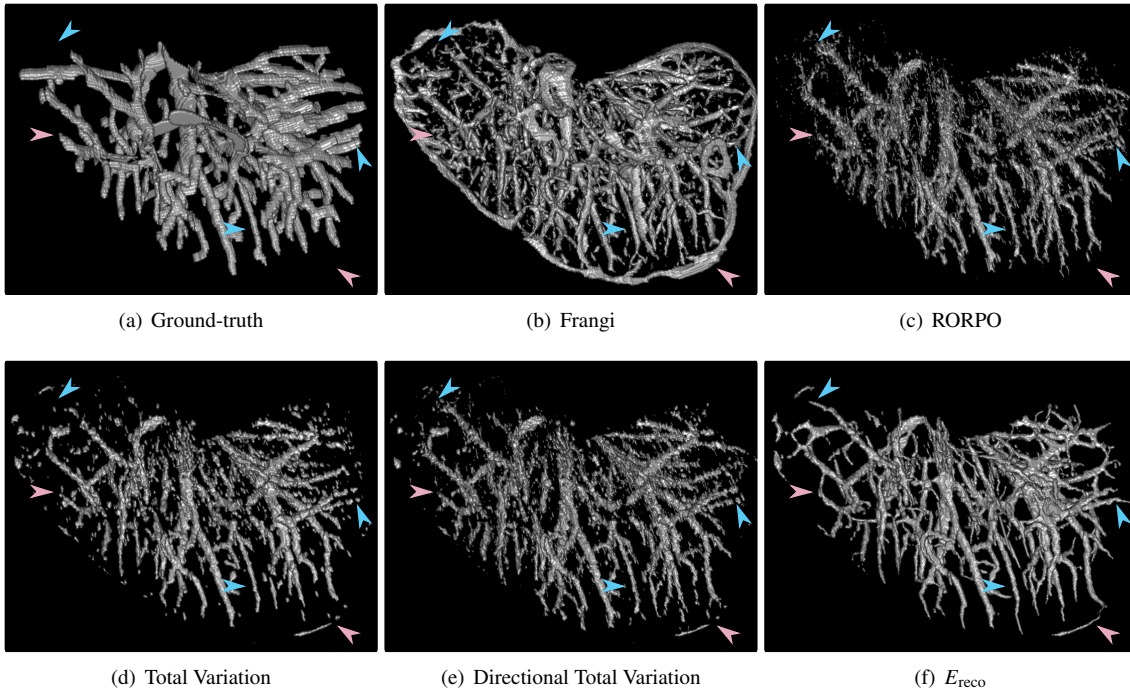 (a) Ground-truth
(b) Frangi
(c) RORPO
(d) Total Variation
(e) Directional Total Variation
(f) E_reco